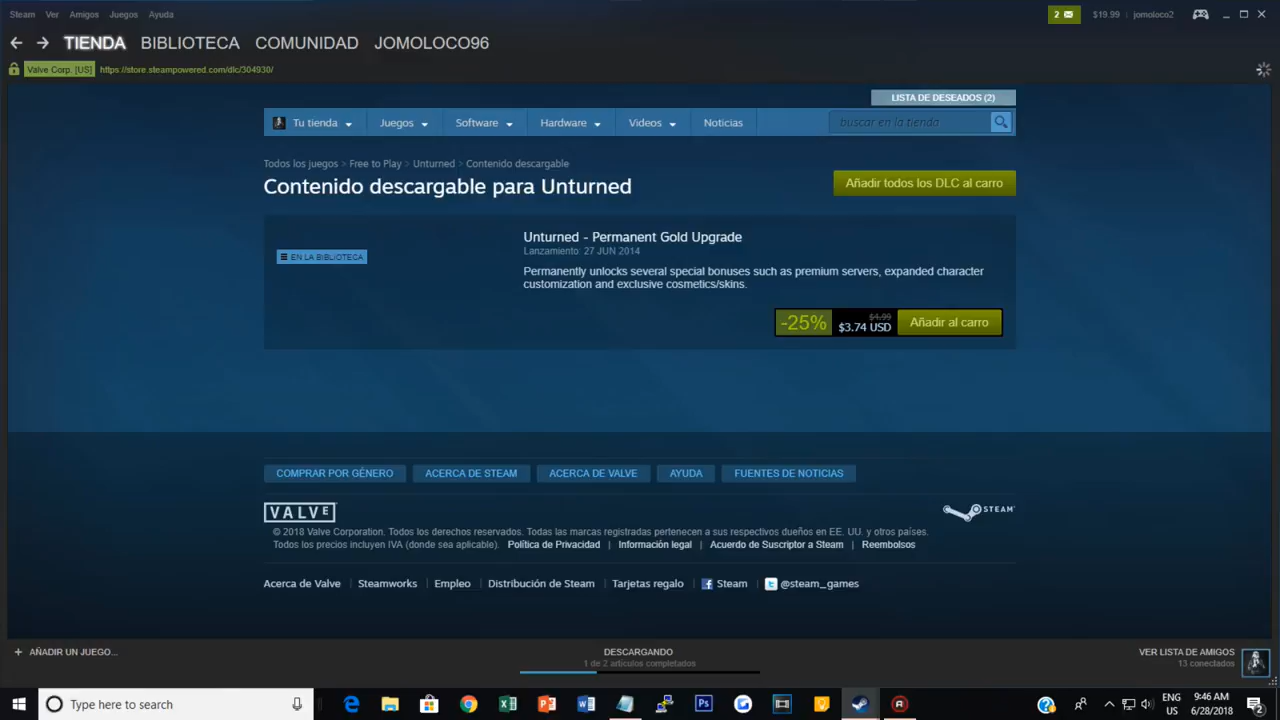 Steam Ver Amigos Juegos Ayuda
2 $19.99 jomoloco2
TIENDA BIBLIOTECA COMUNIDAD JOMOLOCO96
Valve Corp. [US] https://store.steampowered.com/dlc/304930/
LISTA DE DESEADOS (2)
Tu tienda Juegos Software Hardware Videos Noticias buscar en la tienda
Todos los juegos > Free to Play > Unturned > Contenido descargable
Contenido descargable para Unturned
Añadir todos los DLC al carro
EN LA BIBLIOTECA
Unturned - Permanent Gold Upgrade
Lanzamiento: 27 JUN 2014
Permanently unlocks several special bonuses such as premium servers, expanded character
customization and exclusive cosmetics/skins.
-25% $4.99 $3.74 USD Añadir al carro
COMPRAR POR GÉNERO ACERCA DE STEAM ACERCA DE VALVE AYUDA FUENTES DE NOTICIAS
VALVE STEAM
© 2018 Valve Corporation. Todos los derechos reservados. Todas las marcas registradas pertenecen a sus respectivos dueños en EE. UU. y otros países.
Todos los precios incluyen IVA (donde sea aplicable). Política de Privacidad | Información legal | Acuerdo de Suscriptor a Steam | Reembolsos
Acerca de Valve | Steamworks | Empleo | Distribución de Steam | Tarjetas regalo | Steam | @steam_games
+ AÑADIR UN JUEGO...
DESCARGANDO
1 de 2 artículos completados
VER LISTA DE AMIGOS
13 conectados
Type here to search
ENG
US
9:46 AM
6/28/2018
2